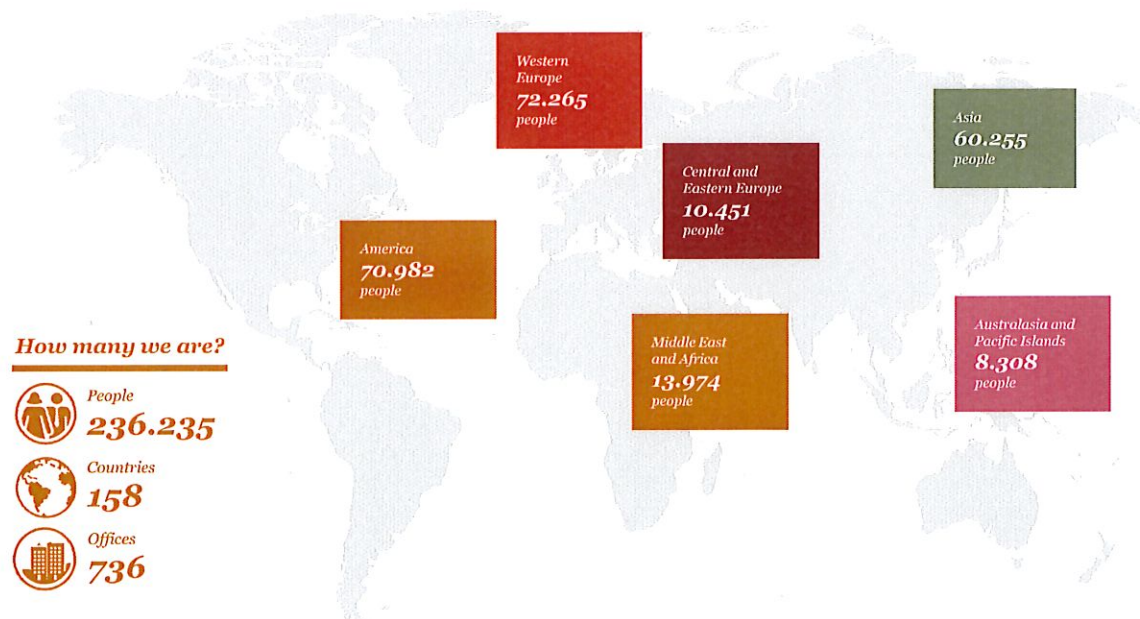 Western
Europe
72.265
people
Asia
60.255
people
Central and
Eastern Europe
10.451
people
America
70.982
people
Middle East
and Africa
13.974
people
Australasia and
Pacific Islands
8.308
people
How many we are?
People
236.235
Countries
158
Offices
736